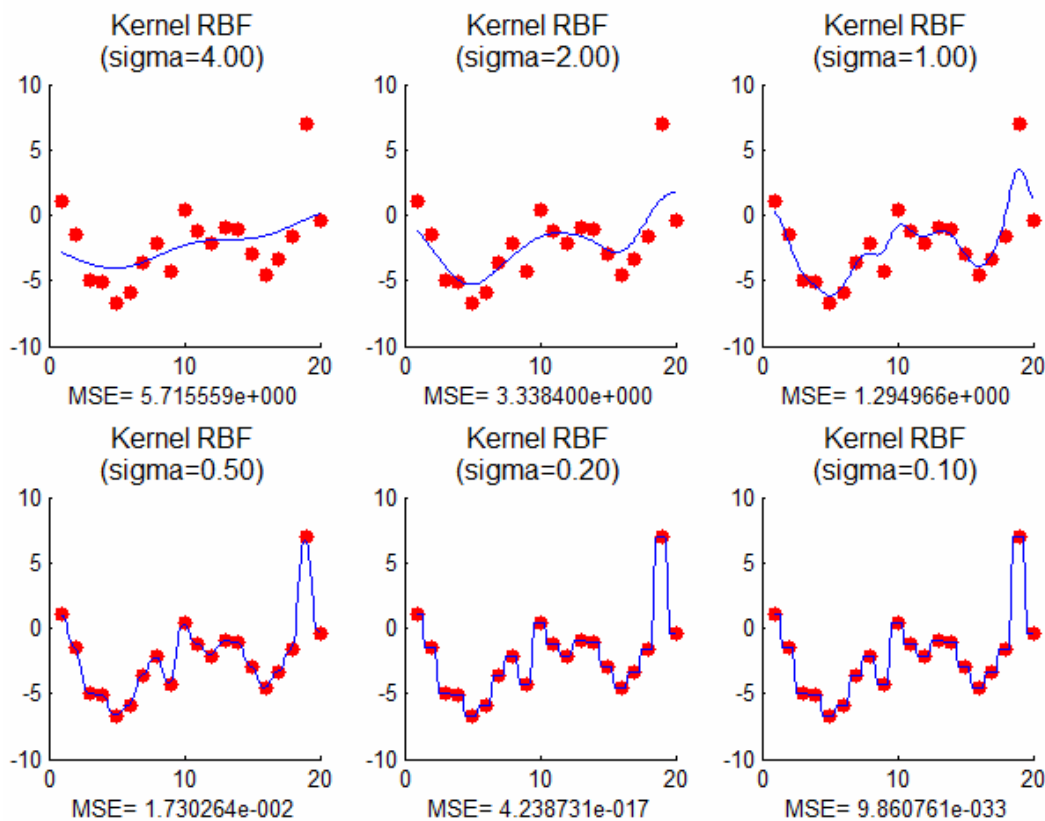 Kernel RBF
(sigma=4.00)
10
5
0
-5
-10
0
10
20
MSE= 5.715559e+000
Kernel RBF
(sigma=2.00)
10
5
0
-5
-10
0
10
20
MSE= 3.338400e+000
Kernel RBF
(sigma=1.00)
10
5
0
-5
-10
0
10
20
MSE= 1.294966e+000
Kernel RBF
(sigma=0.50)
10
5
0
-5
-10
0
10
20
MSE= 1.730264e-002
Kernel RBF
(sigma=0.20)
10
5
0
-5
-10
0
10
20
MSE= 4.238731e-017
Kernel RBF
(sigma=0.10)
10
5
0
-5
-10
0
10
20
MSE= 9.860761e-033